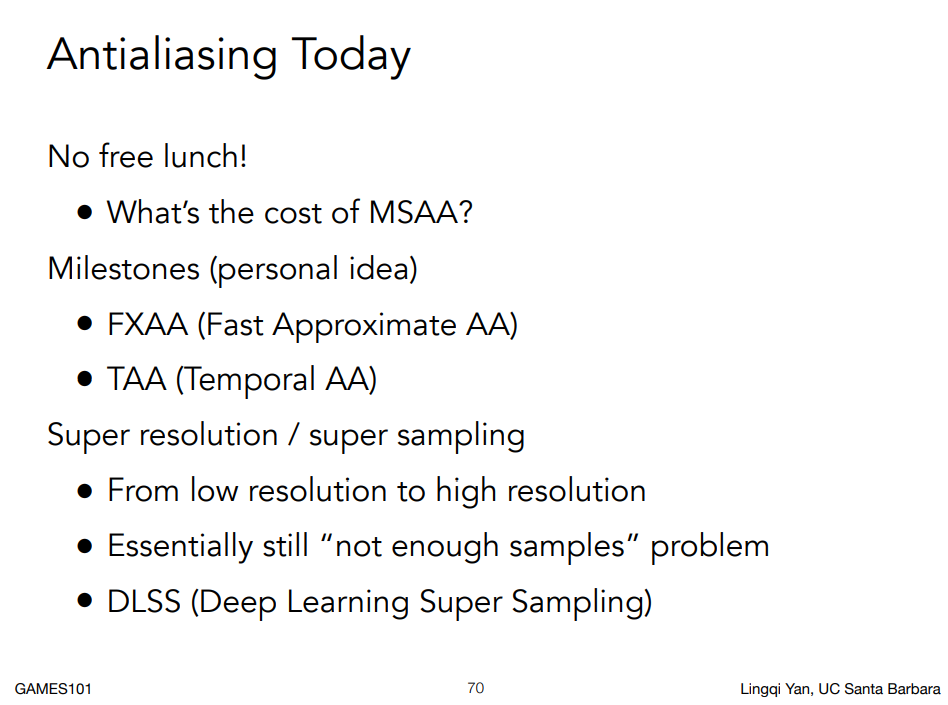 Antialiasing Today
No free lunch!
• What’s the cost of MSAA?
Milestones (personal idea)
• FXAA (Fast Approximate AA)
• TAA (Temporal AA)
Super resolution / super sampling
• From low resolution to high resolution
• Essentially still “not enough samples” problem
• DLSS (Deep Learning Super Sampling)
GAMES101
70
Lingqi Yan, UC Santa Barbara